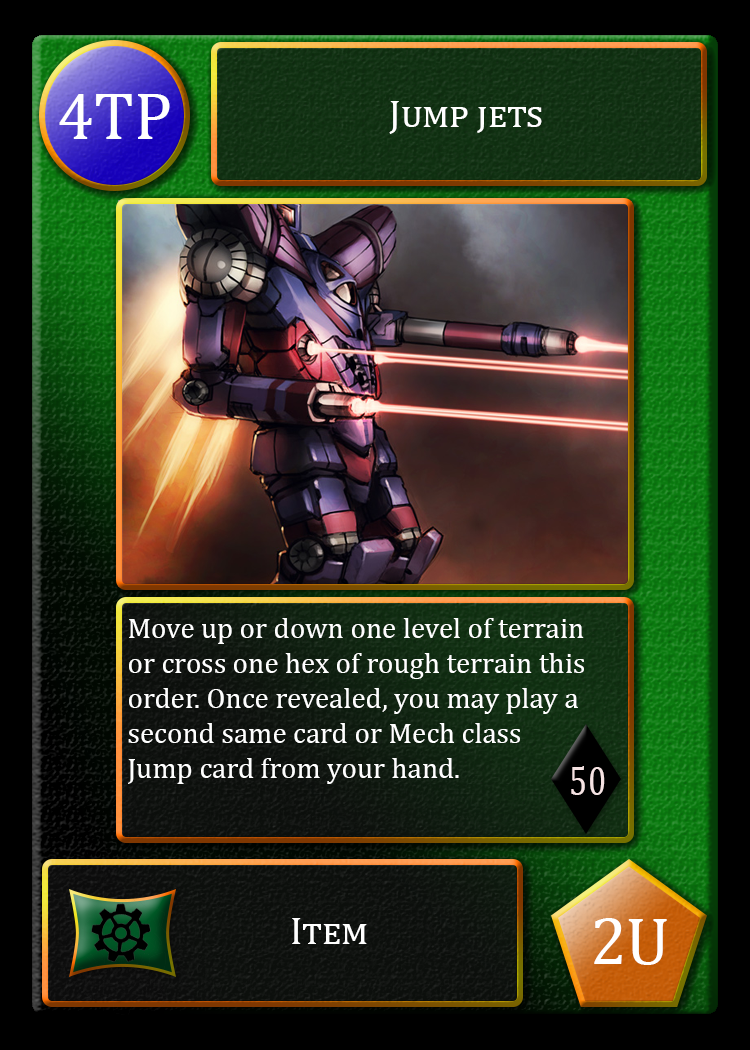 4TP
Jump jets
Move up or down one level of terrain
or cross one hex of rough terrain this
order. Once revealed, you may play a
second same card or Mech class
Jump card from your hand.
50
Item
2U